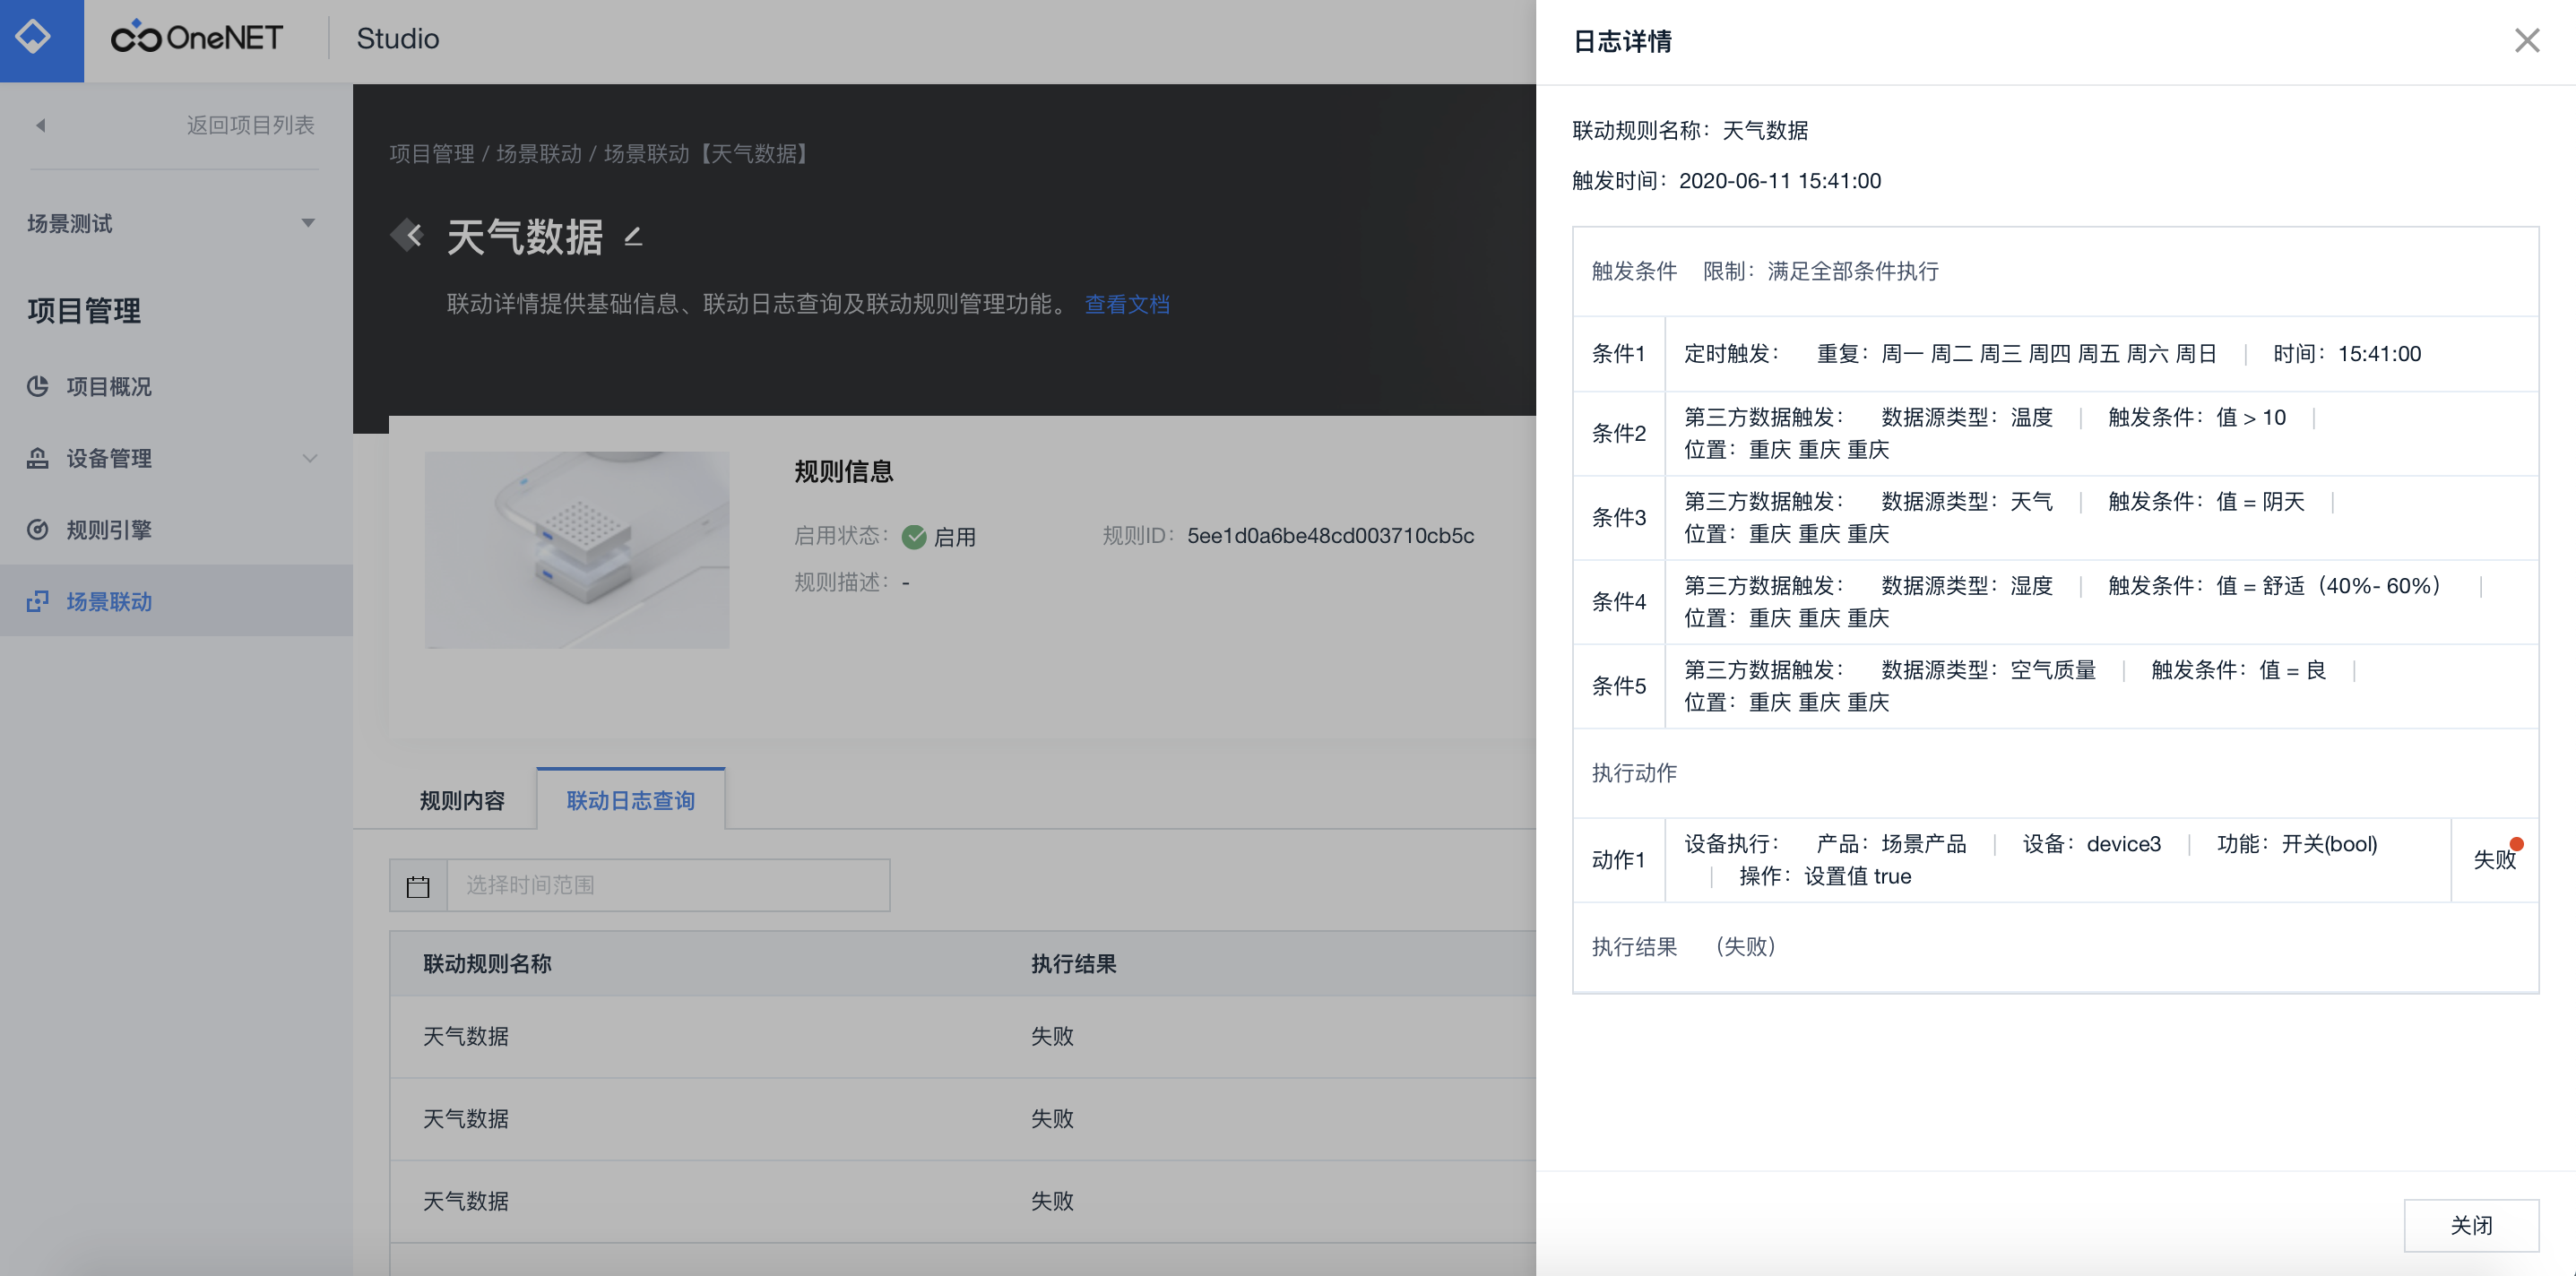 OneNET
Studio
返回项目列表
场景测试
项目管理
项目概况
设备管理
规则引擎
场景联动
项目管理 / 场景联动 / 场景联动【天气数据】
天气数据
联动详情提供基础信息、联动日志查询及联动规则管理功能。 查看文档
规则信息
启用状态: 启用 规则ID: 5ee1d0a6be48cd003710cb5c
规则描述: -
规则内容 联动日志查询
选择时间范围
联动规则名称 执行结果
天气数据 失败
天气数据 失败
天气数据 失败
日志详情
联动规则名称: 天气数据
触发时间: 2020-06-11 15:41:00
触发条件 限制: 满足全部条件执行
条件1 定时触发: 重复: 周一 周二 周三 周四 周五 周六 周日 | 时间: 15:41:00
条件2 第三方数据触发: 数据源类型: 温度 | 触发条件: 值 > 10 |
位置: 重庆 重庆 重庆
条件3 第三方数据触发: 数据源类型: 天气 | 触发条件: 值 = 阴天 |
位置: 重庆 重庆 重庆
条件4 第三方数据触发: 数据源类型: 湿度 | 触发条件: 值 = 舒适（40%- 60%） |
位置: 重庆 重庆 重庆
条件5 第三方数据触发: 数据源类型: 空气质量 | 触发条件: 值 = 良 |
位置: 重庆 重庆 重庆
执行动作
动作1 设备执行: 产品: 场景产品 | 设备: device3 | 功能: 开关(bool)
| 操作: 设置值 true
失败
执行结果 （失败）
关闭